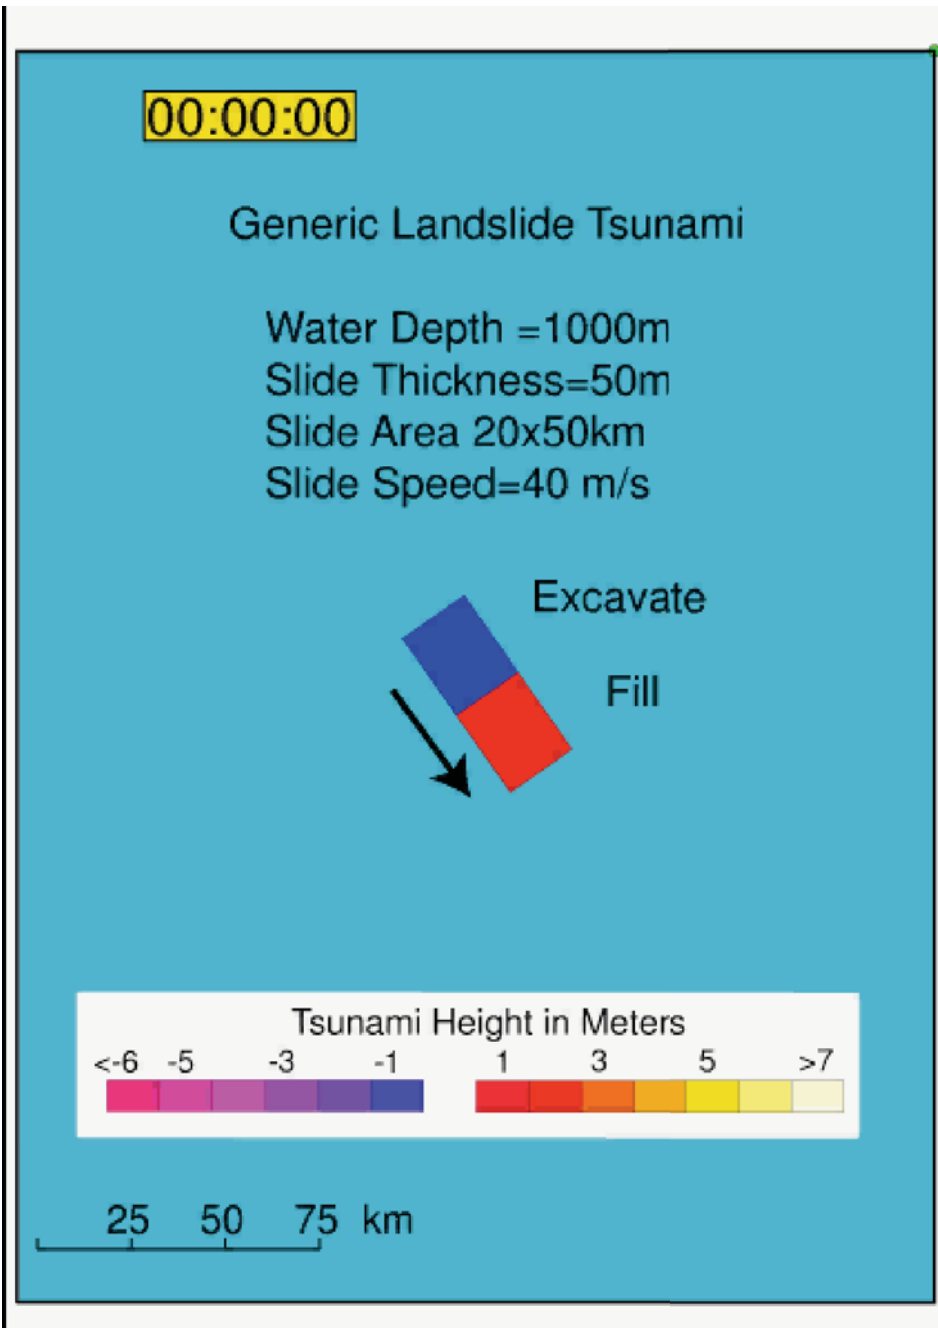 00:00:00
Generic Landslide Tsunami
Water Depth =1000m
Slide Thickness=50m
Slide Area 20x50km
Slide Speed=40 m/s
Excavate
Fill
Tsunami Height in Meters
<-6 -5 -3 -1 1 3 5 >7
25 50 75 km